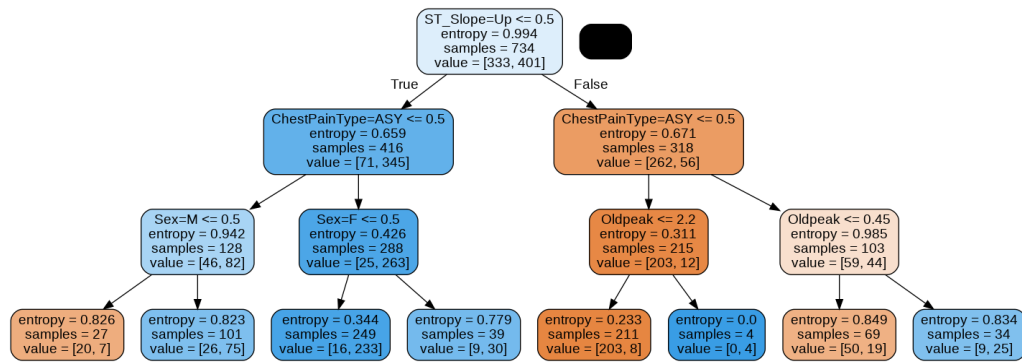 ST_Slope=Up <= 0.5
entropy = 0.994
samples = 734
value = [333, 401]
True
False
ChestPainType=ASY <= 0.5
entropy = 0.659
samples = 416
value = [71, 345]
ChestPainType=ASY <= 0.5
entropy = 0.671
samples = 318
value = [262, 56]
Sex=M <= 0.5
entropy = 0.942
samples = 128
value = [46, 82]
Sex=F <= 0.5
entropy = 0.426
samples = 288
value = [25, 263]
Oldpeak <= 2.2
entropy = 0.311
samples = 215
value = [203, 12]
Oldpeak <= 0.45
entropy = 0.985
samples = 103
value = [59, 44]
entropy = 0.826
samples = 27
value = [20, 7]
entropy = 0.823
samples = 101
value = [26, 75]
entropy = 0.344
samples = 249
value = [16, 233]
entropy = 0.779
samples = 39
value = [9, 30]
entropy = 0.233
samples = 211
value = [203, 8]
entropy = 0.0
samples = 4
value = [0, 4]
entropy = 0.849
samples = 69
value = [50, 19]
entropy = 0.834
samples = 34
value = [9, 25]